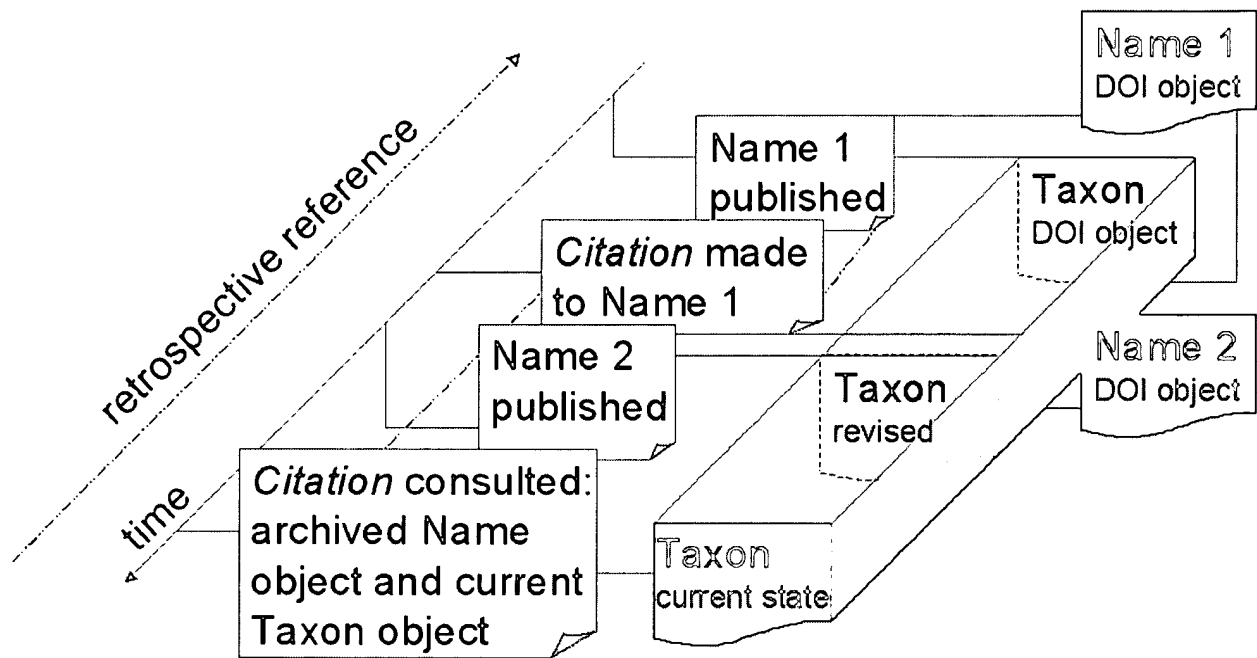 Name 1
DOI object
retrospective reference
Name 1
published
Taxon
DOI object
Citation made
to Name 1
Name 2
published
Name 2
DOI object
Taxon
revised
time
Citation consulted:
archived Name
object and current
Taxon object
Taxon
current state